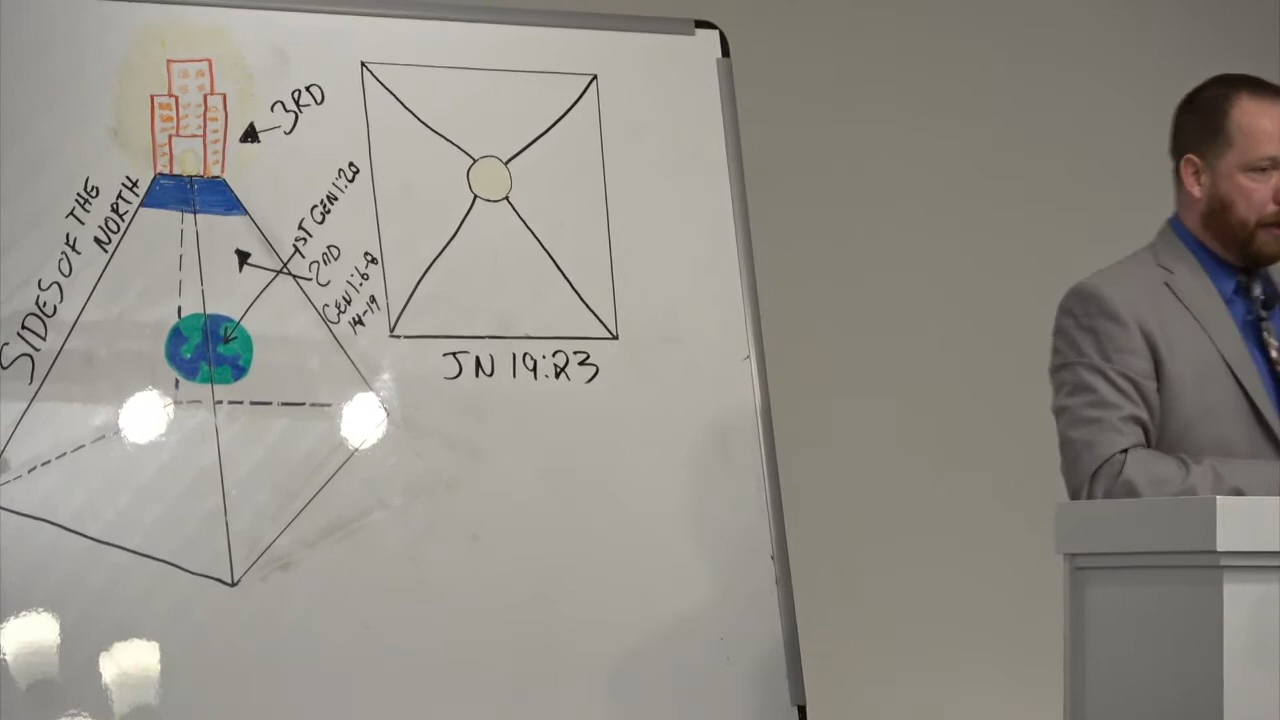 3RD
SIDES OF THE
NORTH
1ST GEN 1:20
2ND
GEN 1:6-8
14-19
JN 19:23